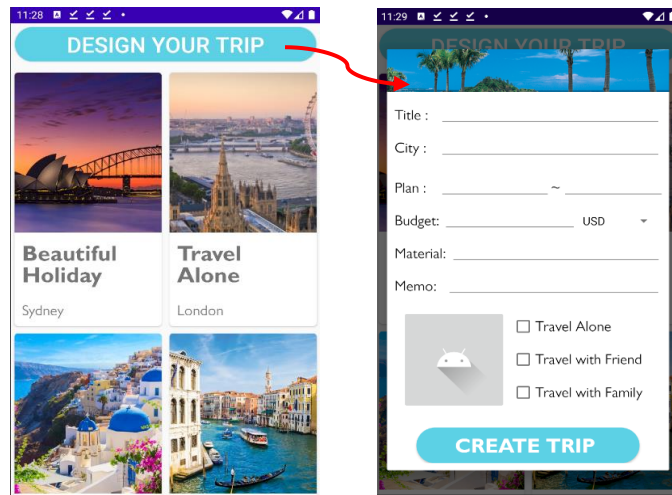 11:28
DESIGN YOUR TRIP
Beautiful
Holiday
Sydney
Travel
Alone
London
11:29
DESIGN YOUR TRIP
Title :
City :
Plan : ~
Budget: USD
Material:
Memo:
Travel Alone
Travel with Friend
Travel with Family
CREATE TRIP